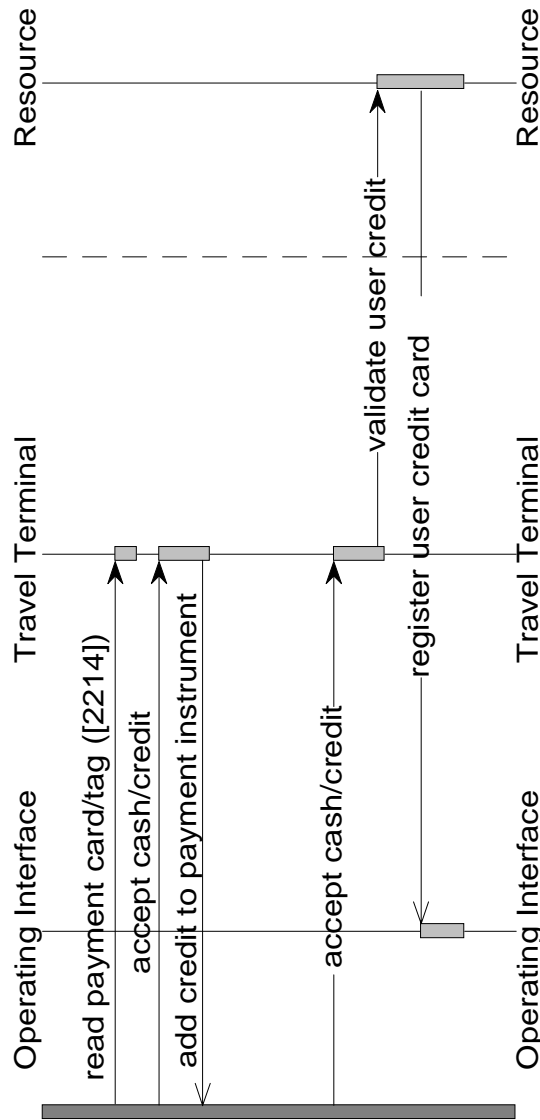 Operating Interface
Travel Terminal
Resource
read payment card/tag ([2214])
accept cash/credit
add credit to payment instrument
accept cash/credit
validate user credit
register user credit card
Operating Interface
Travel Terminal
Resource